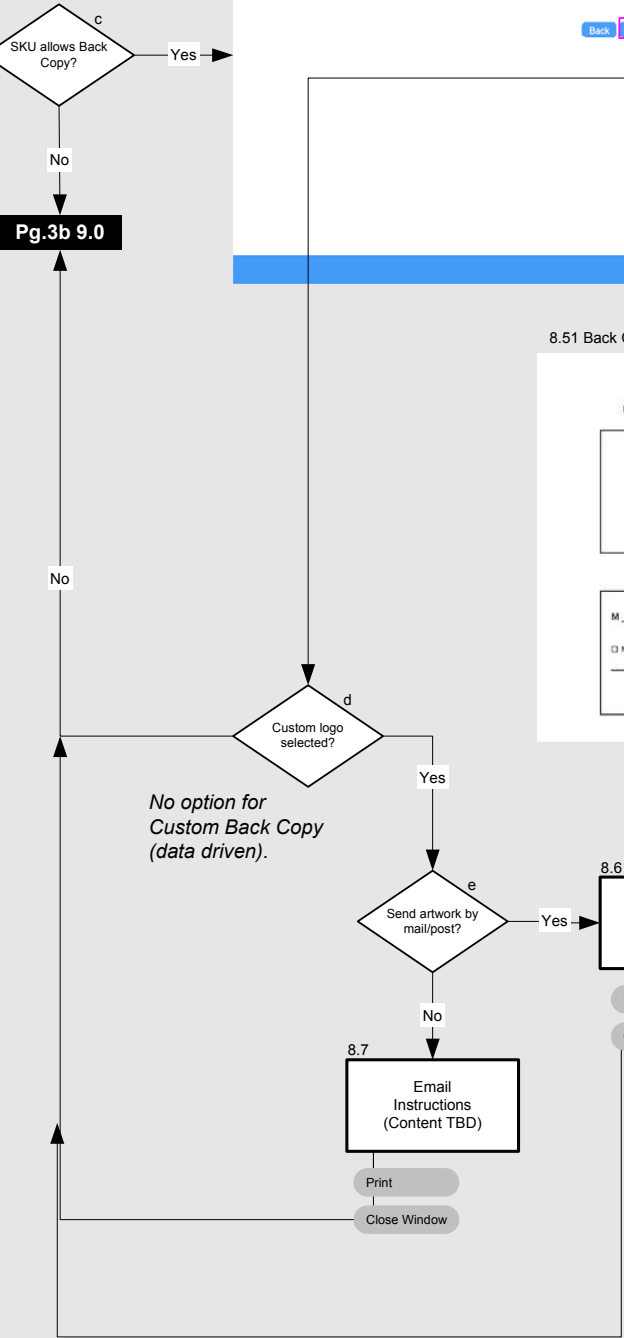 c
SKU allows Back
Copy?
Yes
Back
No
Pg.3b 9.0
8.51 Back
No
M
d
Custom logo
selected?
Yes
No option for
Custom Back Copy
(data driven).
8.6
e
Send artwork by
mail/post?
Yes
No
8.7
Email
Instructions
(Content TBD)
Print
Close Window